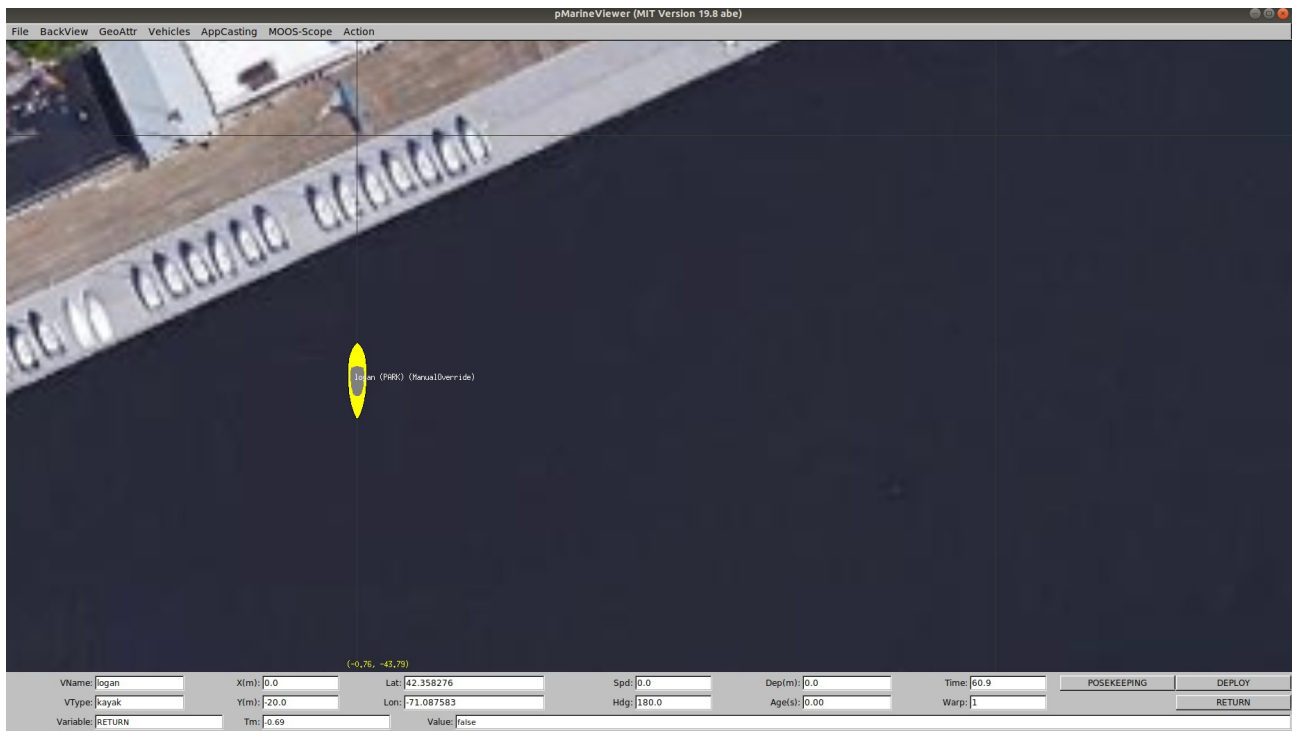 pMarineViewer (MIT Version 19.8 abe)
File BackView GeoAttr Vehicles AppCasting MOOS-Scope Action
logan (PARK) (ManualOverride)
(-0.76, -43.79)
VName: logan X(m): 0.0 Lat: 42.358276 Spd: 0.0 Dep(m): 0.0 Time: 60.9 POSEKEEPING DEPLOY
VType: kayak Y(m): -20.0 Lon: -71.087583 Hdg: 180.0 Age(s): 0.00 Warp: 1 RETURN
Variable: RETURN Tm: -0.69 Value: false